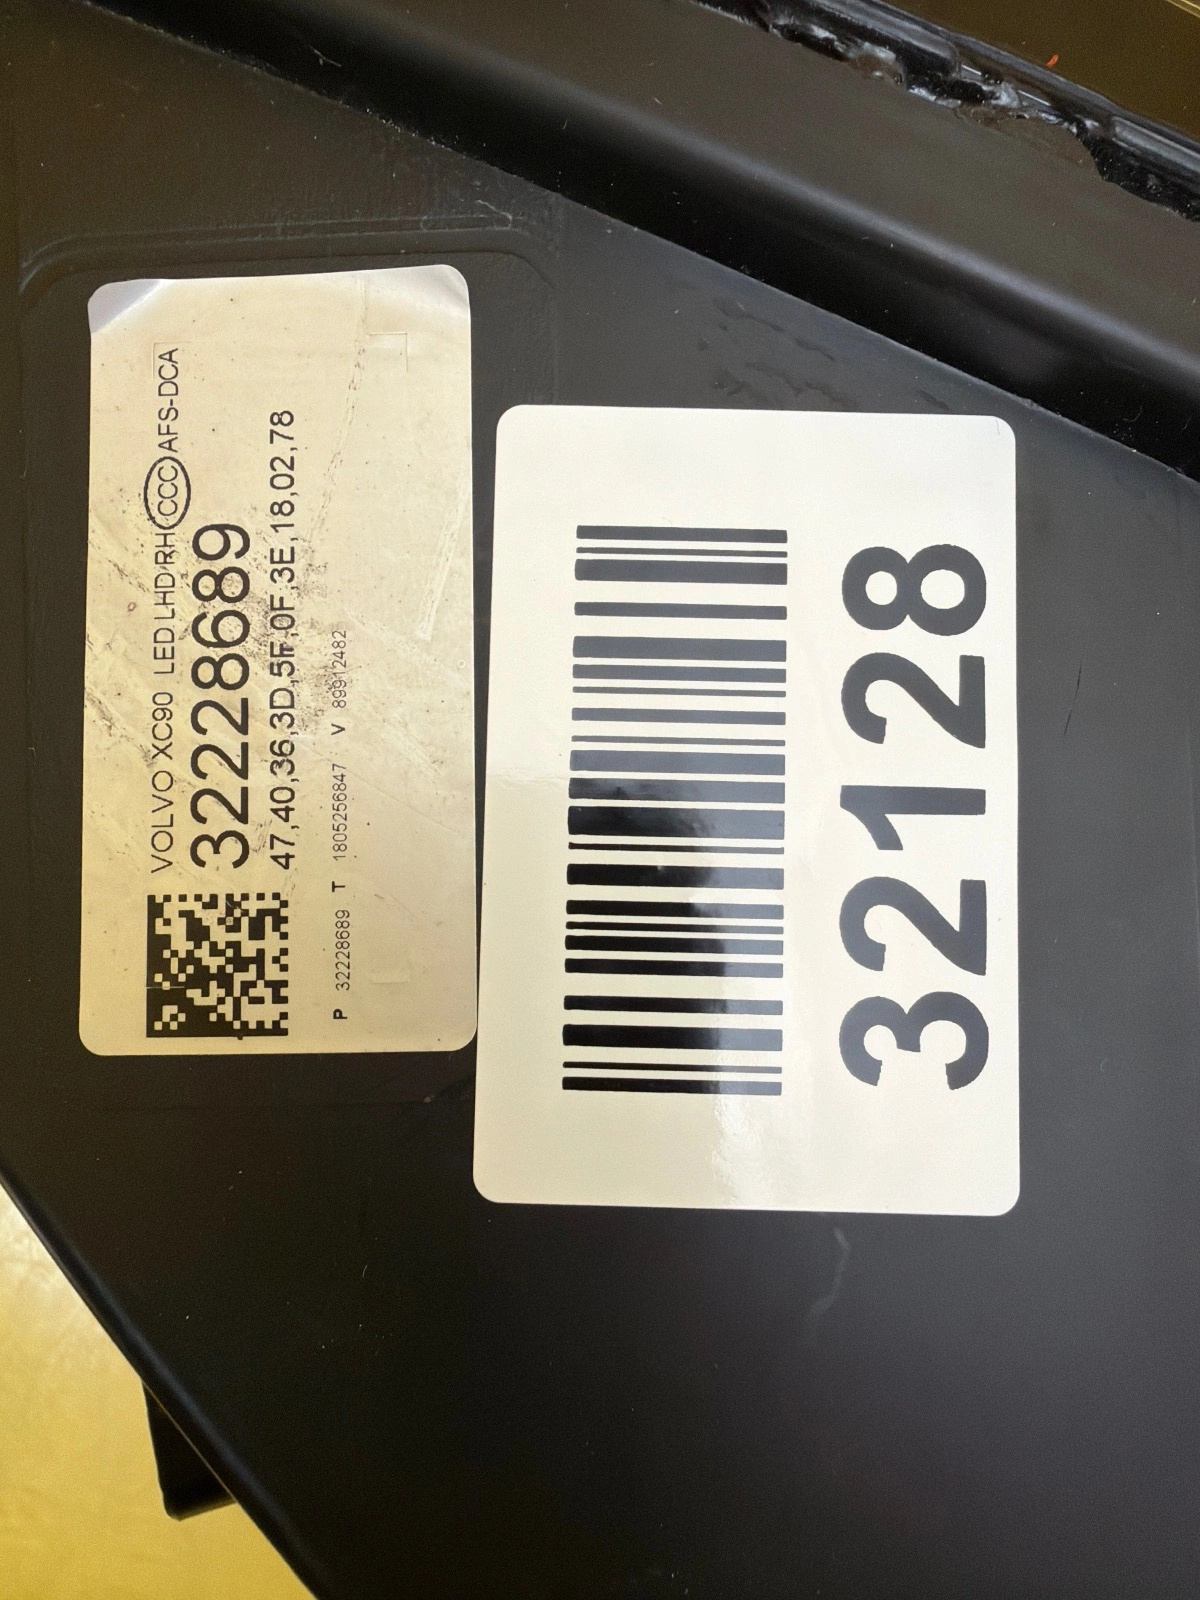 VOLVO XC90 LED LHD RH CCC AFS-DCA
32228689
47,40,36,3D,5F,0F,3E,18,02,78
P 32228689 T 1805256847 V 89912482
32128